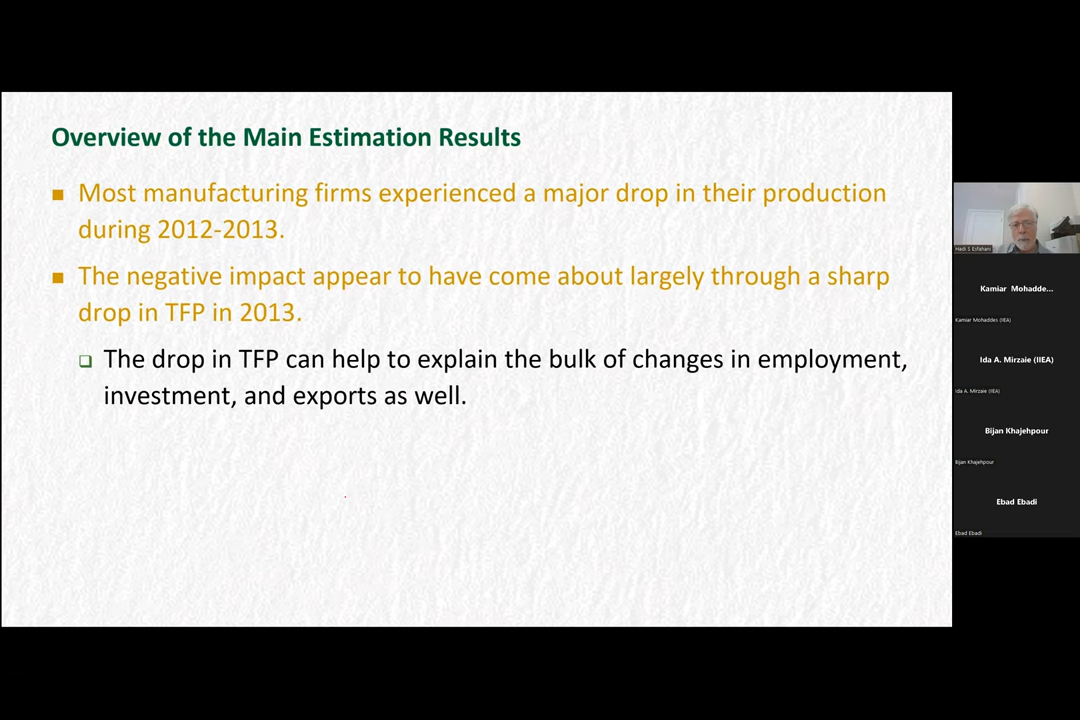 Overview of the Main Estimation Results
Most manufacturing firms experienced a major drop in their production
during 2012-2013.
The negative impact appear to have come about largely through a sharp
drop in TFP in 2013.
The drop in TFP can help to explain the bulk of changes in employment,
investment, and exports as well.
Hadi S Esfahani
Kamiar Mohadde...
Kamiar Mohaddes (IIEA)
Ida A. Mirzaie (IIEA)
Ida A. Mirzaie (IIEA)
Bijan Khajehpour
Bijan Khajehpour
Ebad Ebadi
Ebad Ebadi